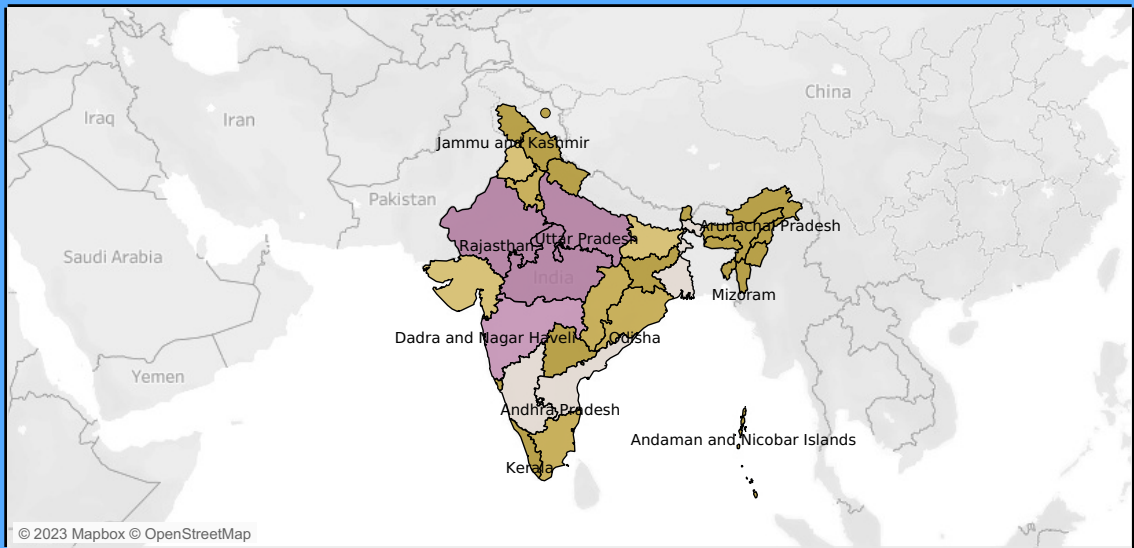 China
Iraq
Iran
Jammu and Kashmir
Pakistan
Arunachal Pradesh
Uttar Pradesh
Rajasthan
Saudi Arabia
India
Mizoram
Dadra and Nagar Haveli
Odisha
Yemen
Andhra Pradesh
Andaman and Nicobar Islands
Kerala
© 2023 Mapbox © OpenStreetMap